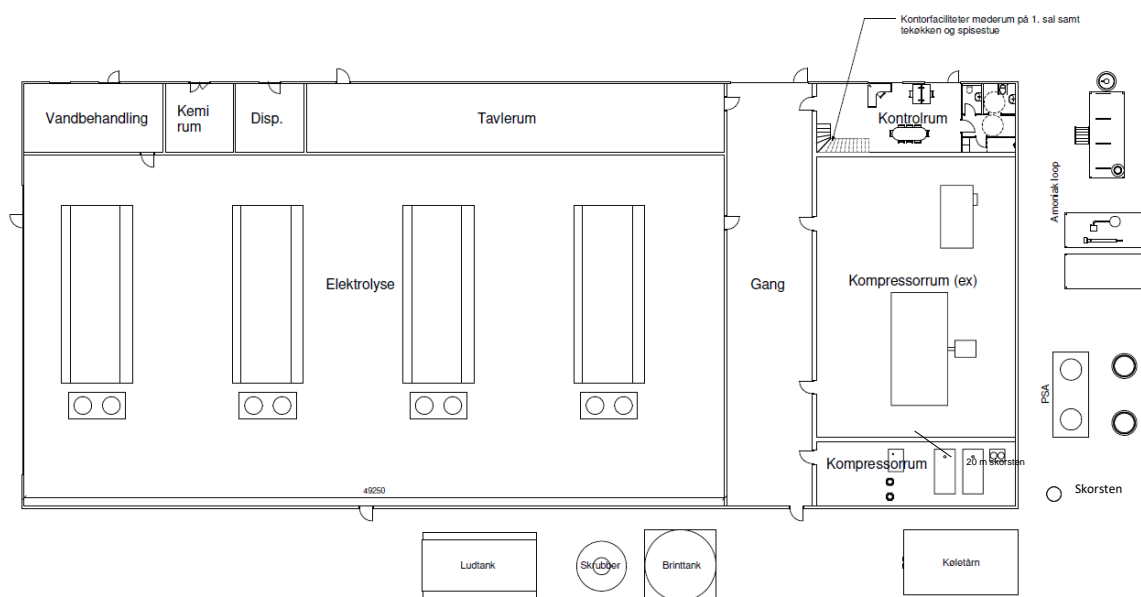 Kontorfaciliteter møderum på 1. sal samt
tekøkken og spisestue
Vandbehandling
Kemi
rum
Disp.
Tavlerum
Kontrolrum
Amoniak loop
Elektrolyse
Gang
Kompressorrum (ex)
PSA
Kompressorrum
20 m skorsten
Skorsten
49250
Ludtank
Skrubber
Brinttank
Køletårn